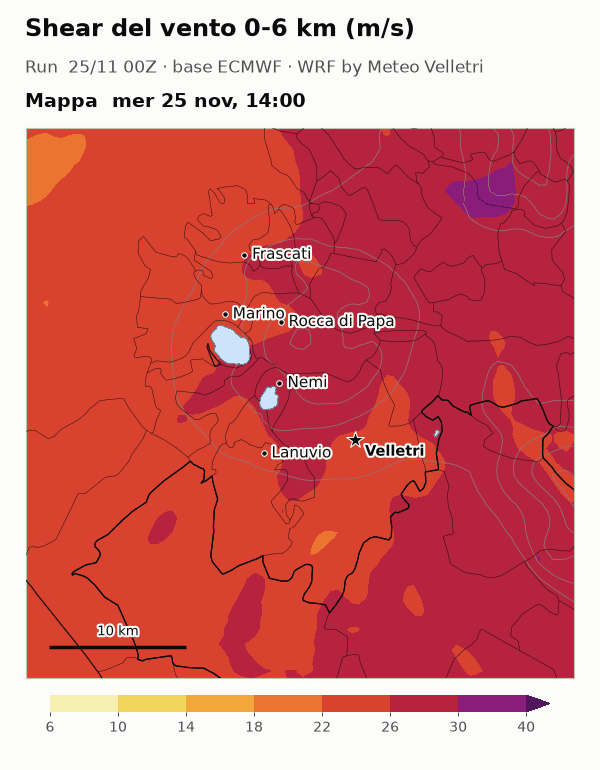 Shear del vento 0-6 km (m/s)
Run  25/11 00Z · base ECMWF · WRF by Meteo Velletri
Mappa  mer 25 nov, 14:00
Frascati
Marino
Rocca di Papa
Nemi
Velletri
Lanuvio
10 km
6 10 14 18 22 26 30 40